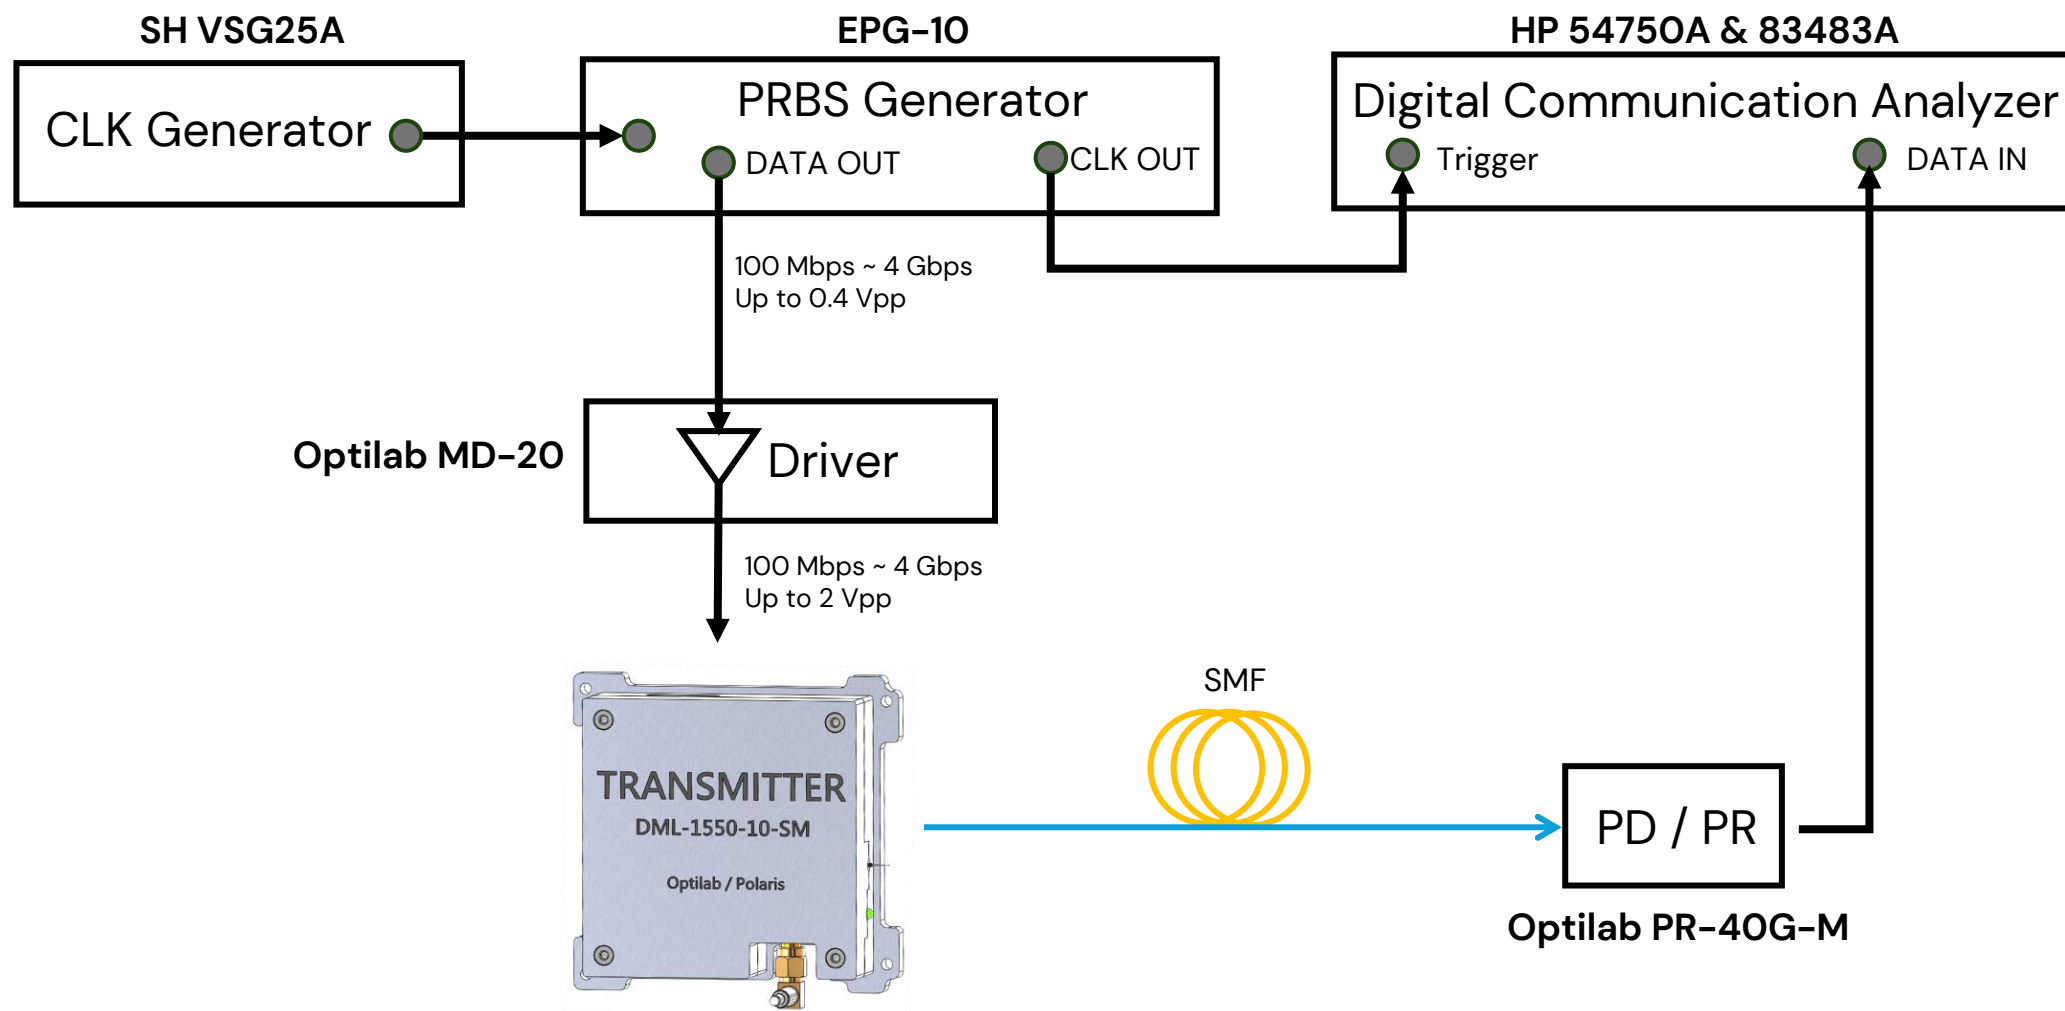 SH VSG25A
EPG-10
HP 54750A & 83483A
CLK Generator
PRBS Generator
DATA OUT
CLK OUT
Digital Communication Analyzer
Trigger
DATA IN
100 Mbps ~ 4 Gbps
Up to 0.4 Vpp
Optilab MD-20
Driver
100 Mbps ~ 4 Gbps
Up to 2 Vpp
TRANSMITTER
DML-1550-10-SM
Optilab / Polaris
SMF
PD / PR
Optilab PR-40G-M